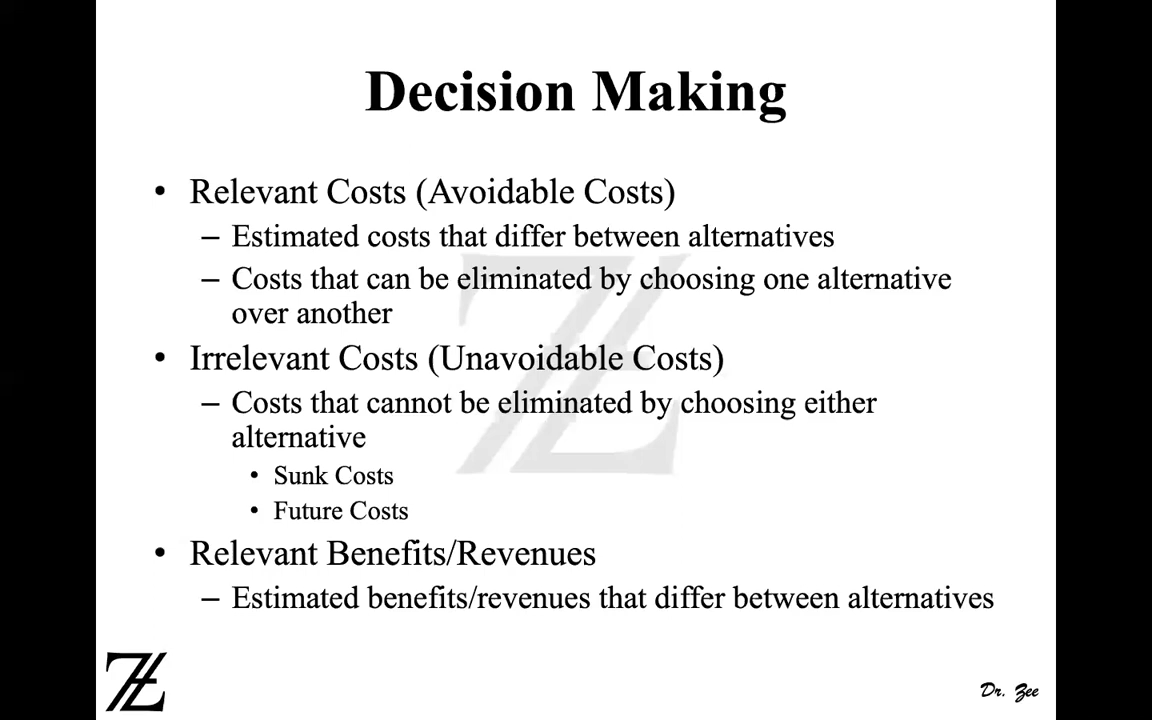 Decision Making
• Relevant Costs (Avoidable Costs)
– Estimated costs that differ between alternatives
– Costs that can be eliminated by choosing one alternative
over another
• Irrelevant Costs (Unavoidable Costs)
– Costs that cannot be eliminated by choosing either
alternative
• Sunk Costs
• Future Costs
• Relevant Benefits/Revenues
– Estimated benefits/revenues that differ between alternatives
Dr. Zee